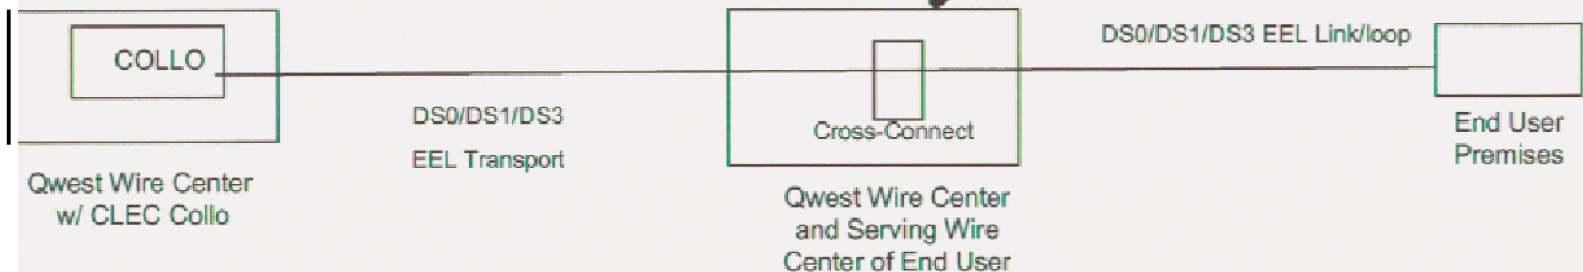 COLLO
Qwest Wire Center
w/ CLEC Collo
DS0/DS1/DS3
EEL Transport
Cross-Connect
Qwest Wire Center
and Serving Wire
Center of End User
DS0/DS1/DS3 EEL Link/loop
End User
Premises